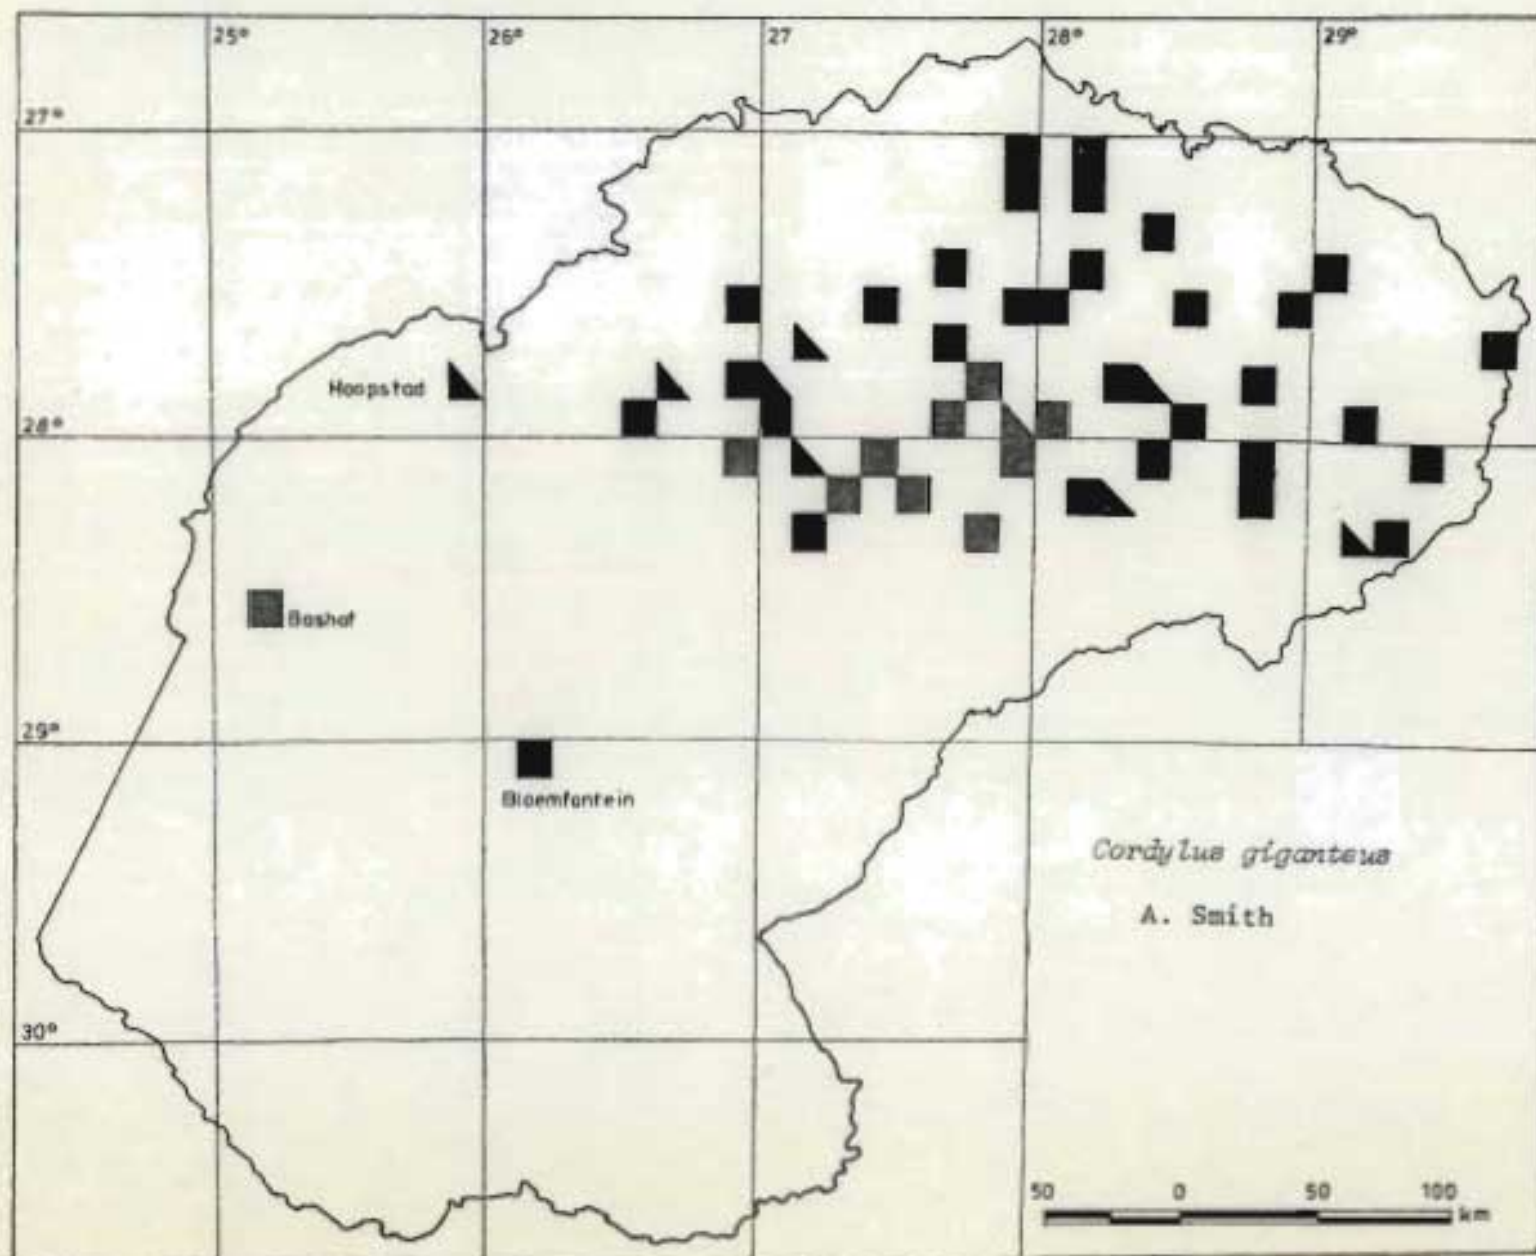 25° 26° 27 28° 29°
27°
Hoopstad
28°
Boshof
29°
Bloemfontein
Cordylus giganteus
A. Smith
30°
50 0 50 100
km